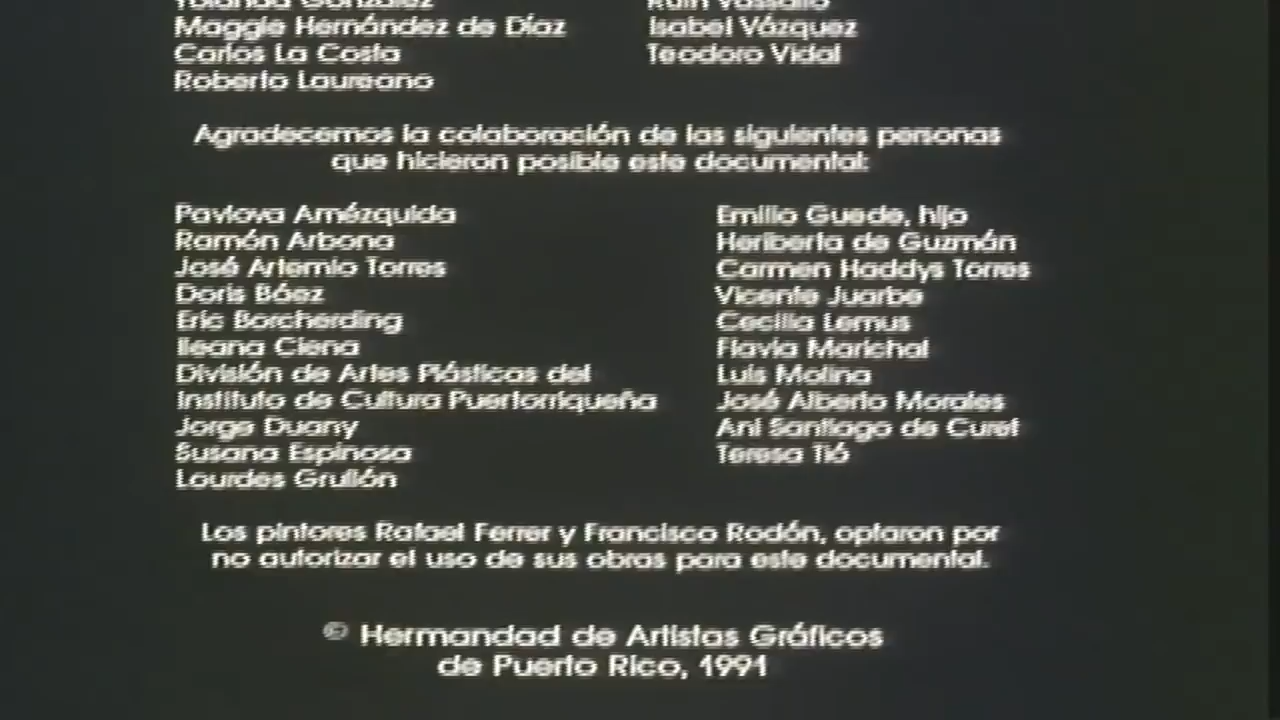 Yolanda González
Maggie Hernández de Díaz
Carlos La Costa
Roberto Laureano
Ruth Vassallo
Isabel Vázquez
Teodoro Vidal
Agradecemos la colaboración de las siguientes personas
que hicieron posible este documental:
Pavlova Amézquida
Ramón Arbona
José Artemio Torres
Doris Báez
Eric Borcherding
Ileana Ciena
División de Artes Plásticas del
Instituto de Cultura Puertorriqueña
Jorge Duany
Susana Espinosa
Lourdes Grullón
Emilio Guede, hijo
Heriberta de Guzmán
Carmen Haddys Torres
Vicente Juarbe
Cecilia Lemus
Flavia Marichal
Luis Molina
José Alberto Morales
Ani Santiago de Curet
Teresa Tió
Los pintores Rafael Ferrer y Francisco Rodón, optaron por
no autorizar el uso de sus obras para este documental.
© Hermandad de Artistas Gráficos
de Puerto Rico, 1991